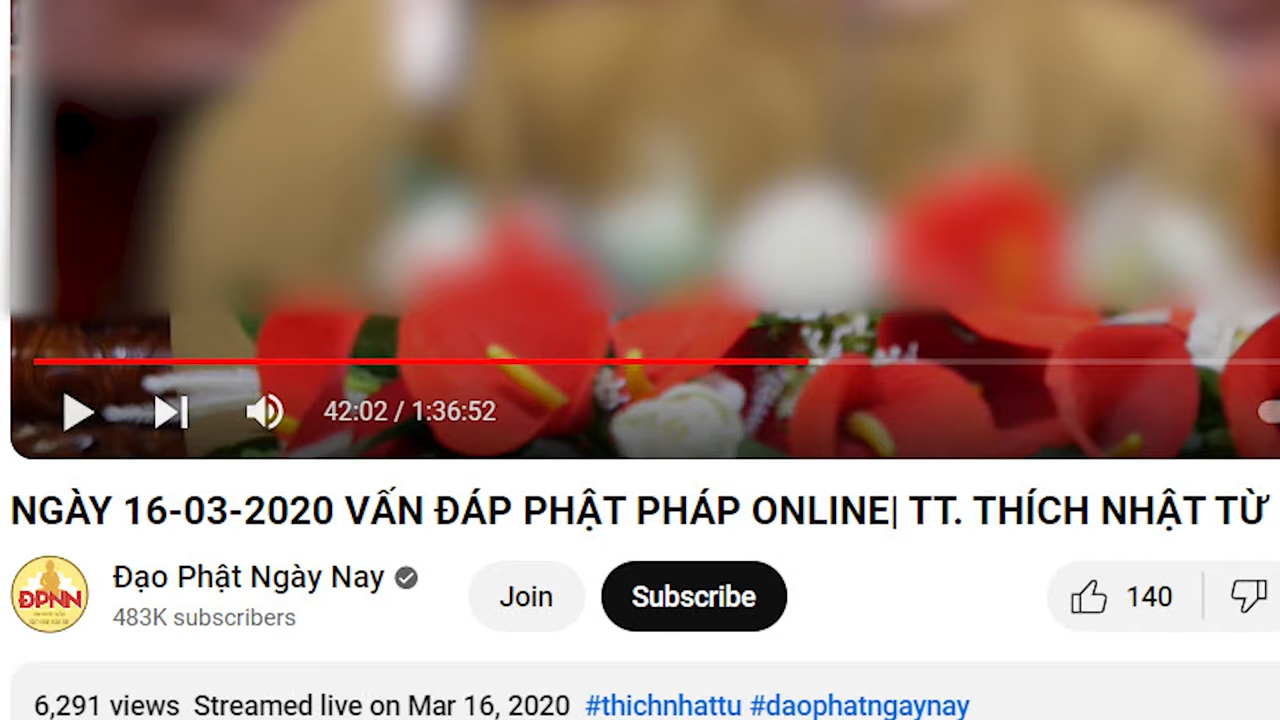 42:02 / 1:36:52
NGÀY 16-03-2020 VẤN ĐÁP PHẬT PHÁP ONLINE| TT. THÍCH NHẬT TỪ
ĐPNN
Đạo Phật Ngày Nay
483K subscribers
Join
Subscribe
140
6,291 views Streamed live on Mar 16, 2020 #thichnhattu #daophatngaynay